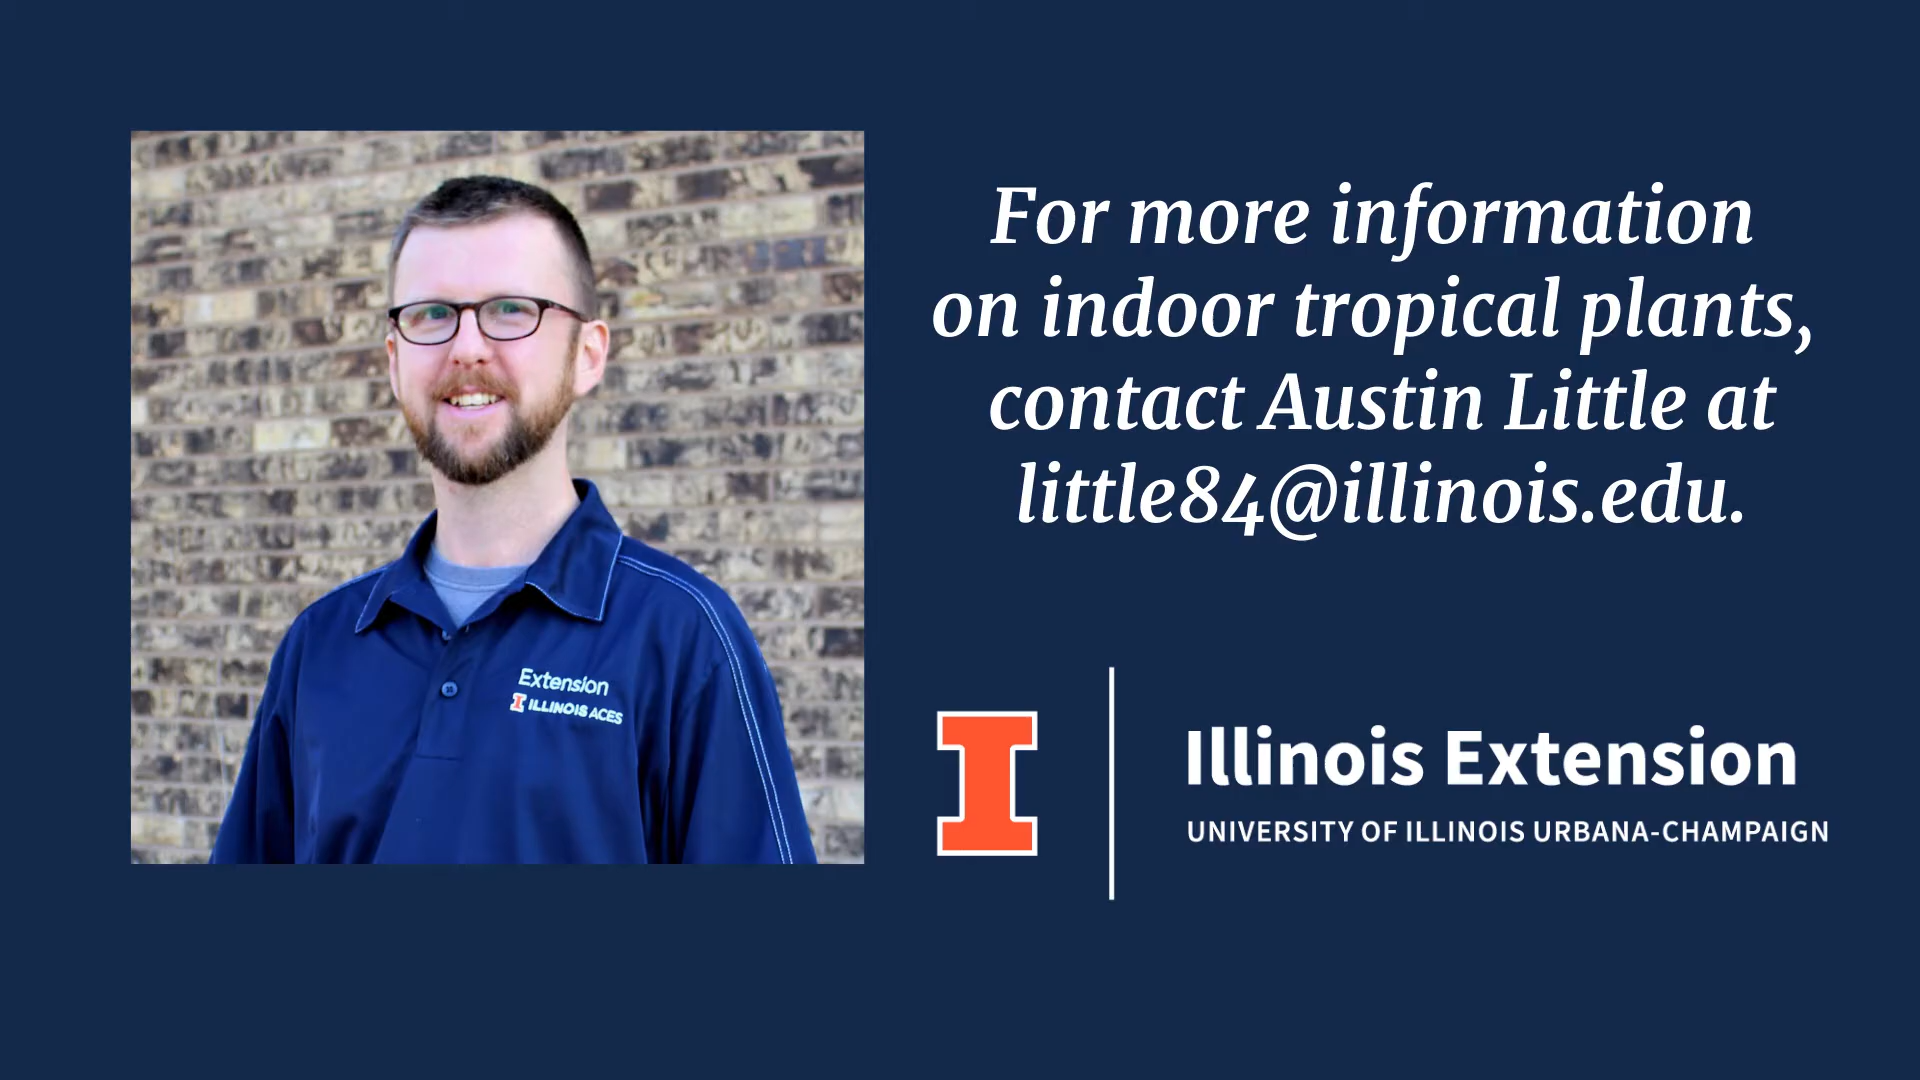 For more information
on indoor tropical plants,
contact Austin Little at
little84@illinois.edu.
Extension
I ILLINOIS ACES
I
Illinois Extension
UNIVERSITY OF ILLINOIS URBANA-CHAMPAIGN